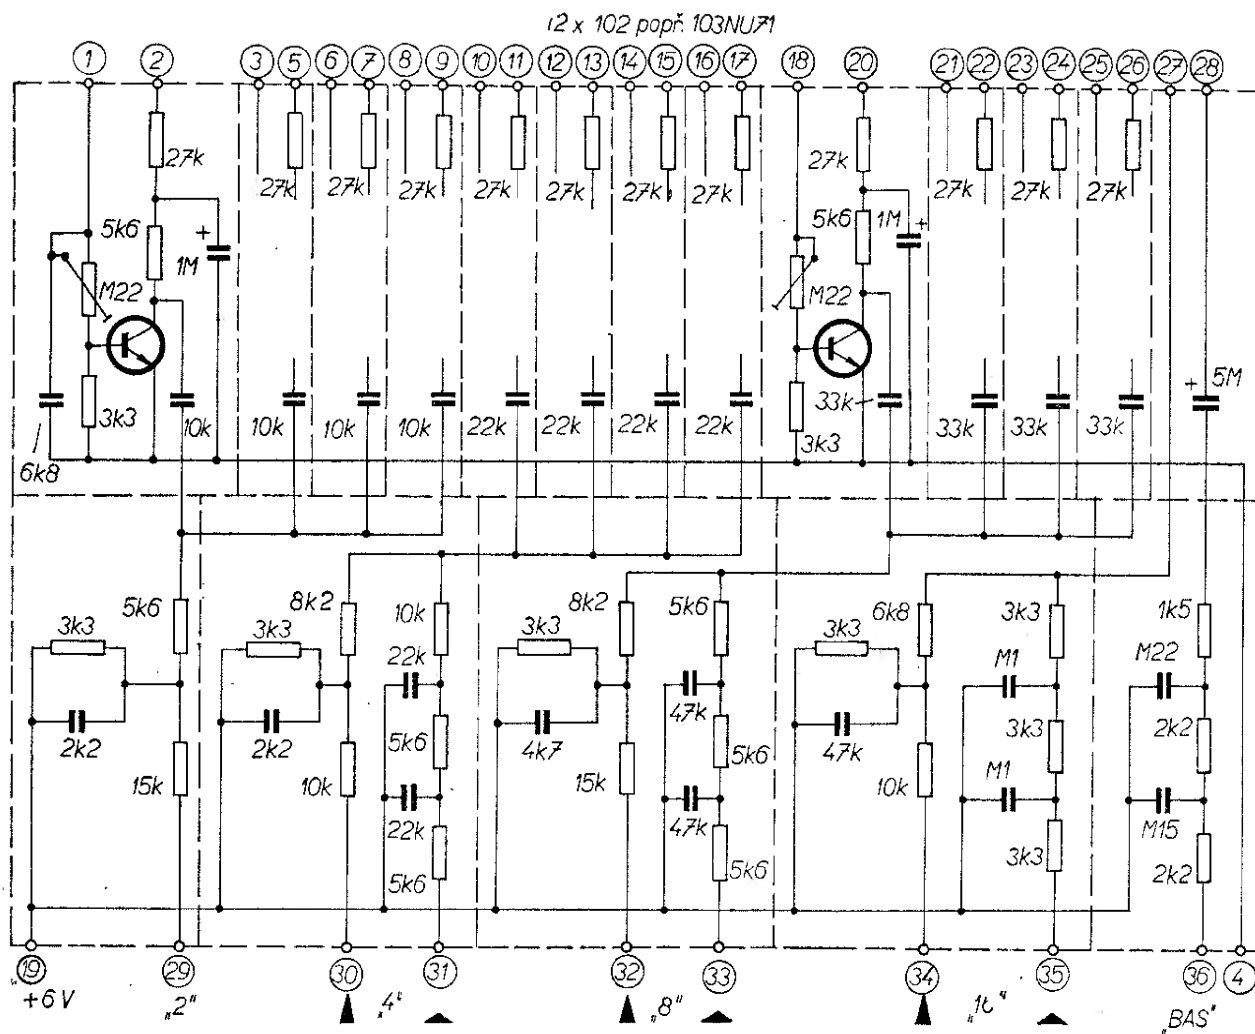 12 x 102 popř. 103NU71
1 2 3 5 6 7 8 9 10 11 12 13 14 15 16 17 18 20 21 22 23 24 25 26 27 28
27k 27k
27k 27k 27k 27k 27k 27k 27k 27k 27k 27k
5k6 1M 5k6 1M
+ +
M22 M22
+ 5M
3k3 10k 10k 10k 10k 22k 22k 22k 22k 33k 33k 33k 33k
6k8 3k3
5k6 8k2 10k 8k2 5k6 6k8 3k3 1k5
3k3 3k3 22k 3k3 3k3 M1 M22
2k2 2k2 5k6 4k7 47k 5k6 47k 3k3 2k2
15k 10k 22k 15k 47k 10k M1 M15
5k6 5k6 3k3 2k2
19 29 30 31 32 33 34 35 36 4
+6V „2" „4" „8" „16" „BAS"